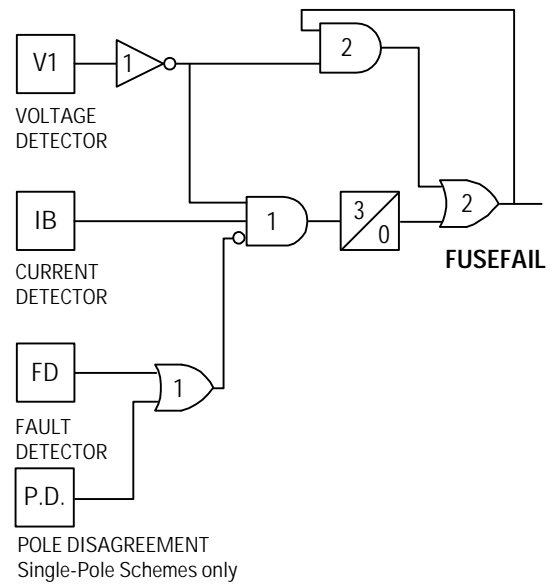 V1
1
2
VOLTAGE
DETECTOR
IB
1
3
0
2
FUSEFAIL
CURRENT
DETECTOR
FD
1
FAULT
DETECTOR
P.D.
POLE DISAGREEMENT
Single-Pole Schemes only